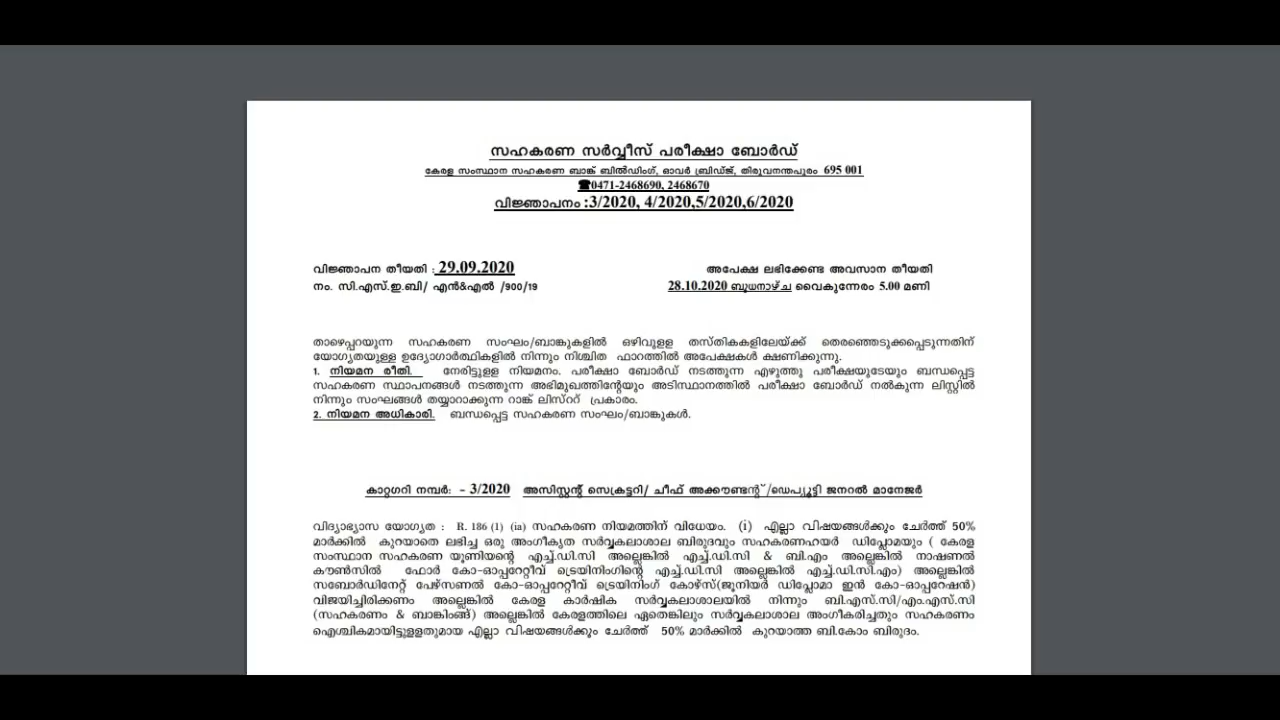 സഹകരണ സർവ്വീസ് പരീക്ഷാ ബോർഡ്
കേരള സംസ്ഥാന സഹകരണ ബാങ്ക് ബിൽഡിംഗ്, ഓവർ ബ്രിഡ്ജ്, തിരുവനന്തപുരം 695 001
☎0471-2468690, 2468670
വിജ്ഞാപനം :3/2020, 4/2020,5/2020,6/2020
വിജ്ഞാപന തീയതി : 29.09.2020
അപേക്ഷ ലഭിക്കേണ്ട അവസാന തീയതി
നം. സി.എസ്.ഇ.ബി/ എൻ&എൽ /900/19
28.10.2020 ബുധനാഴ്ച വൈകുന്നേരം 5.00 മണി
താഴെപ്പറയുന്ന സഹകരണ സംഘം/ബാങ്കുകളിൽ ഒഴിവുളള തസ്തികകളിലേയ്ക്ക് തെരഞ്ഞെടുക്കപ്പെടുന്നതിന്
യോഗ്യതയുള്ള ഉദ്യോഗാർത്ഥികളിൽ നിന്നും നിശ്ചിത ഫാറത്തിൽ അപേക്ഷകൾ ക്ഷണിക്കുന്നു.
1. നിയമന രീതി. നേരിട്ടുളള നിയമനം. പരീക്ഷാ ബോർഡ് നടത്തുന്ന എഴുത്തു പരീക്ഷയുടേയും ബന്ധപ്പെട്ട
സഹകരണ സ്ഥാപനങ്ങൾ നടത്തുന്ന അഭിമുഖത്തിന്റേയും അടിസ്ഥാനത്തിൽ പരീക്ഷാ ബോർഡ് നൽകുന്ന ലിസ്റ്റിൽ
നിന്നും സംഘങ്ങൾ തയ്യാറാക്കുന്ന റാങ്ക് ലിസ്ററ് പ്രകാരം.
2. നിയമന അധികാരി. ബന്ധപ്പെട്ട സഹകരണ സംഘം/ബാങ്കുകൾ.
കാറ്റഗറി നമ്പർ: - 3/2020 അസിസ്റ്റന്റ് സെക്രട്ടറി/ ചീഫ് അക്കൗണ്ടന്റ് /ഡെപ്യൂട്ടി ജനറൽ മാനേജർ
വിദ്യാഭ്യാസ യോഗ്യത : R. 186 (1) (ia) സഹകരണ നിയമത്തിന് വിധേയം. (i) എല്ലാ വിഷയങ്ങൾക്കും ചേർത്ത് 50%
മാർക്കിൽ കുറയാതെ ലഭിച്ച ഒരു അംഗീകൃത സർവ്വകലാശാല ബിരുദവും സഹകരണഹയർ ഡിപ്ലോമയും ( കേരള
സംസ്ഥാന സഹകരണ യൂണിയന്റെ എച്ച്.ഡി.സി അല്ലെങ്കിൽ എച്ച്.ഡി.സി & ബി.എം അല്ലെങ്കിൽ നാഷണൽ
കൗൺസിൽ ഫോർ കോ-ഓപ്പറേറ്റീവ് ട്രെയിനിംഗിന്റെ എച്ച്.ഡി.സി അല്ലെങ്കിൽ എച്ച്.ഡി.സി.എം) അല്ലെങ്കിൽ
സബോർഡിനേറ്റ് പേഴ്സണൽ കോ-ഓപ്പറേറ്റീവ് ട്രെയിനിംഗ് കോഴ്സ്(ജൂനിയർ ഡിപ്ലോമാ ഇൻ കോ-ഓപ്പറേഷൻ)
വിജയിച്ചിരിക്കണം അല്ലെങ്കിൽ കേരള കാർഷിക സർവ്വകലാശാലയിൽ നിന്നും ബി.എസ്.സി/എം.എസ്.സി
(സഹകരണം & ബാങ്കിംങ്ങ്) അല്ലെങ്കിൽ കേരളത്തിലെ ഏതെങ്കിലും സർവ്വകലാശാല അംഗീകരിച്ചതും സഹകരണം
ഐശ്ചികമായിട്ടുളളതുമായ എല്ലാ വിഷയങ്ങൾക്കും ചേർത്ത് 50% മാർക്കിൽ കുറയാത്ത ബി.കോം ബിരുദം.